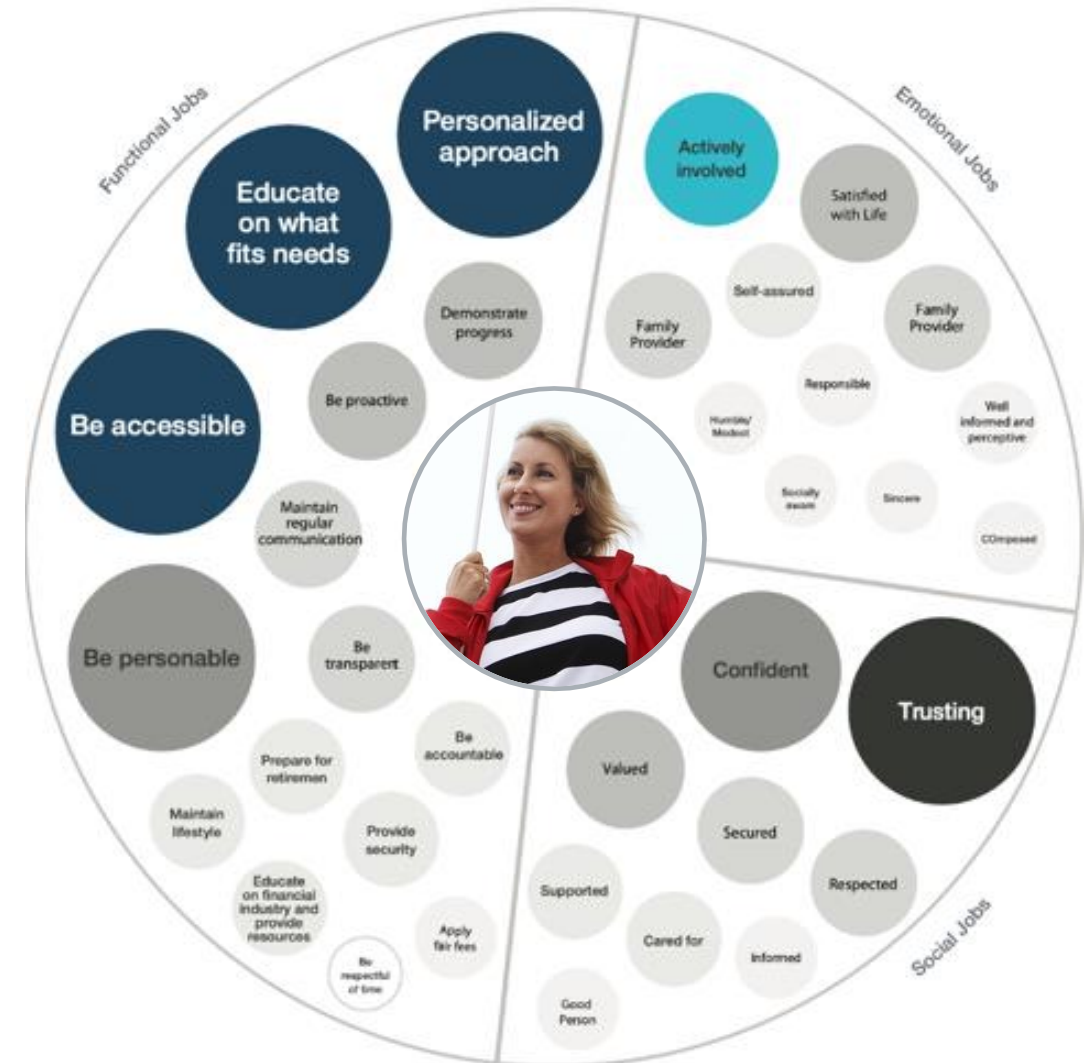 Functional Jobs
Personalized
approach
Educate
on what
fits needs
Demonstrate
progress
Be proactive
Be accessible
Maintain
regular
communication
Be personable
Be
transparent
Be
accountable
Prepare for
retiremen
Maintain
lifestyle
Provide
security
Educate
on financial
industry and
provide
resources
Apply
fair fees
Be
respectful
of time
Emotional Jobs
Actively
involved
Satisfied
with Life
Self-assured
Family
Provider
Family
Provider
Responsible
Humble/
Modest
Well
informed and
perceptive
Socially
aware
Sincere
COmposed
Social Jobs
Confident
Trusting
Valued
Secured
Respected
Supported
Cared for
Informed
Good
Person